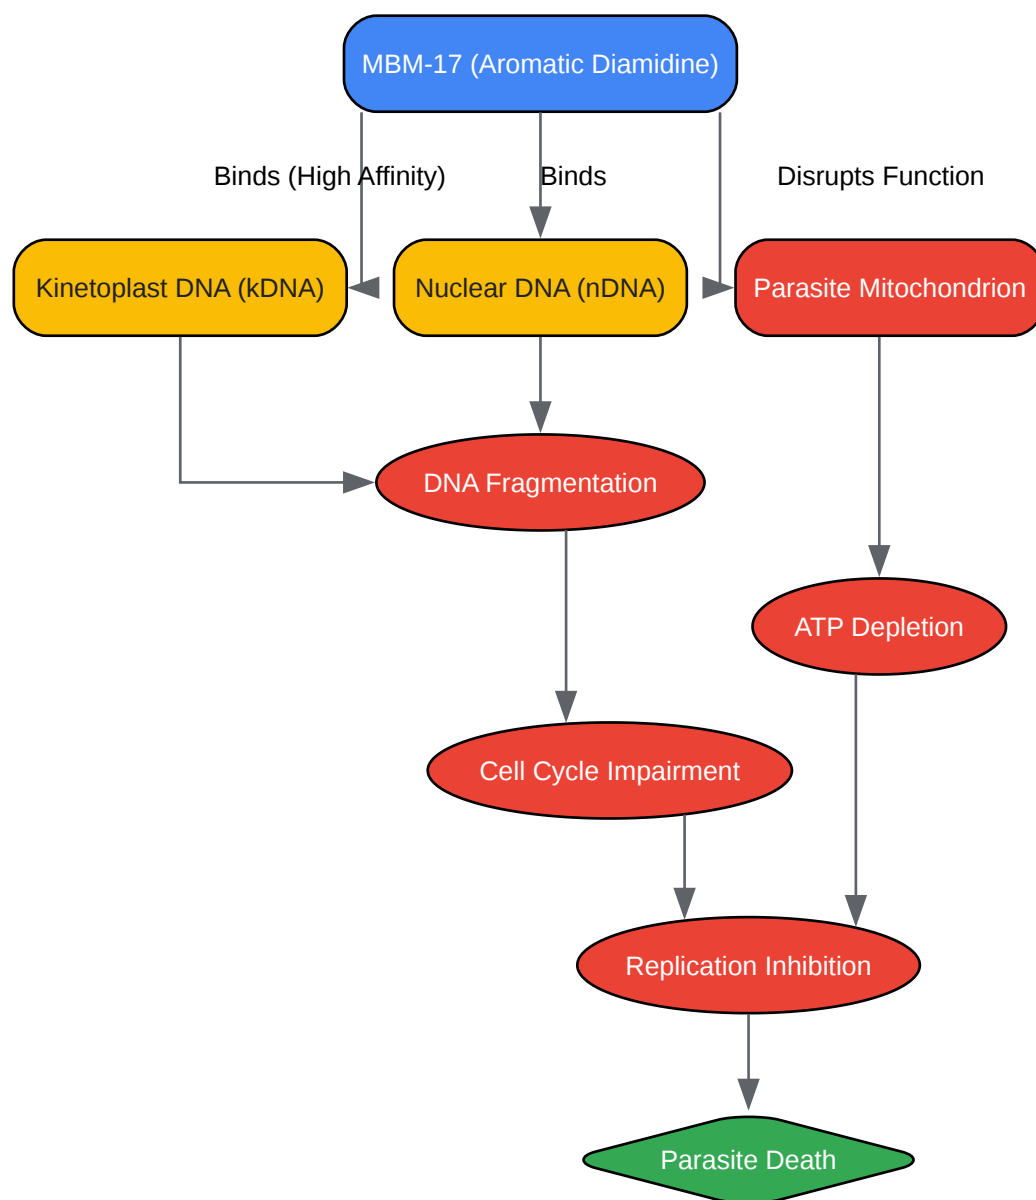 MBM-17 (Aromatic Diamidine)
Binds (High Affinity)
Binds
Disrupts Function
Kinetoplast DNA (kDNA)
Nuclear DNA (nDNA)
Parasite Mitochondrion
DNA Fragmentation
ATP Depletion
Cell Cycle Impairment
Replication Inhibition
Parasite Death